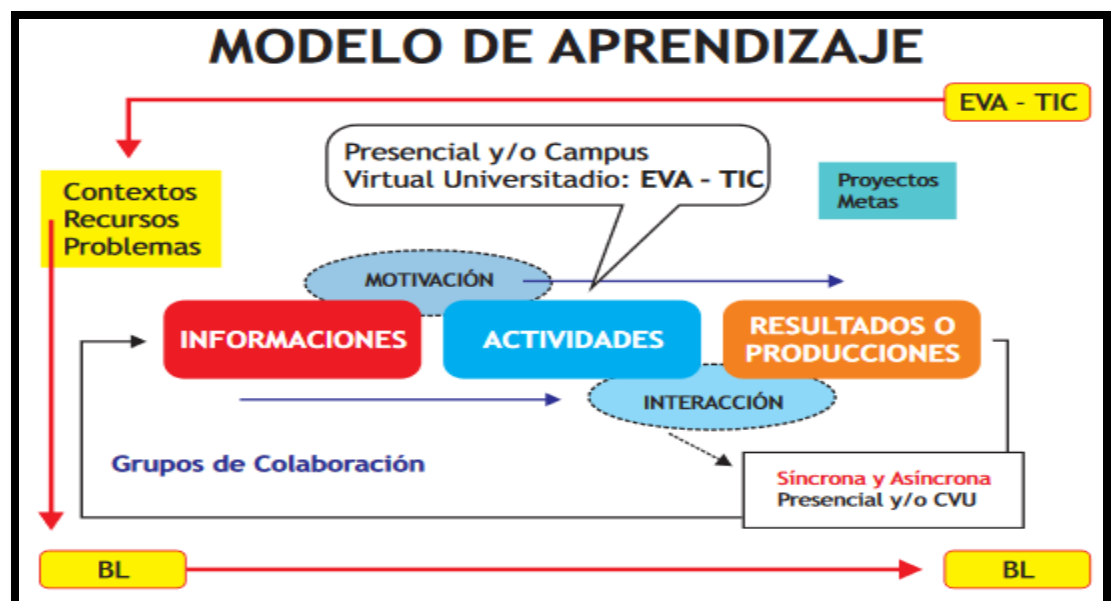 MODELO DE APRENDIZAJE
EVA - TIC
Presencial y/o Campus
Virtual Universitadio: EVA - TIC
Contextos
Recursos
Problemas
Proyectos
Metas
MOTIVACIÓN
INFORMACIONES
ACTIVIDADES
RESULTADOS O
PRODUCCIONES
INTERACCIÓN
Grupos de Colaboración
Síncrona y Asíncrona
Presencial y/o CVU
BL
BL